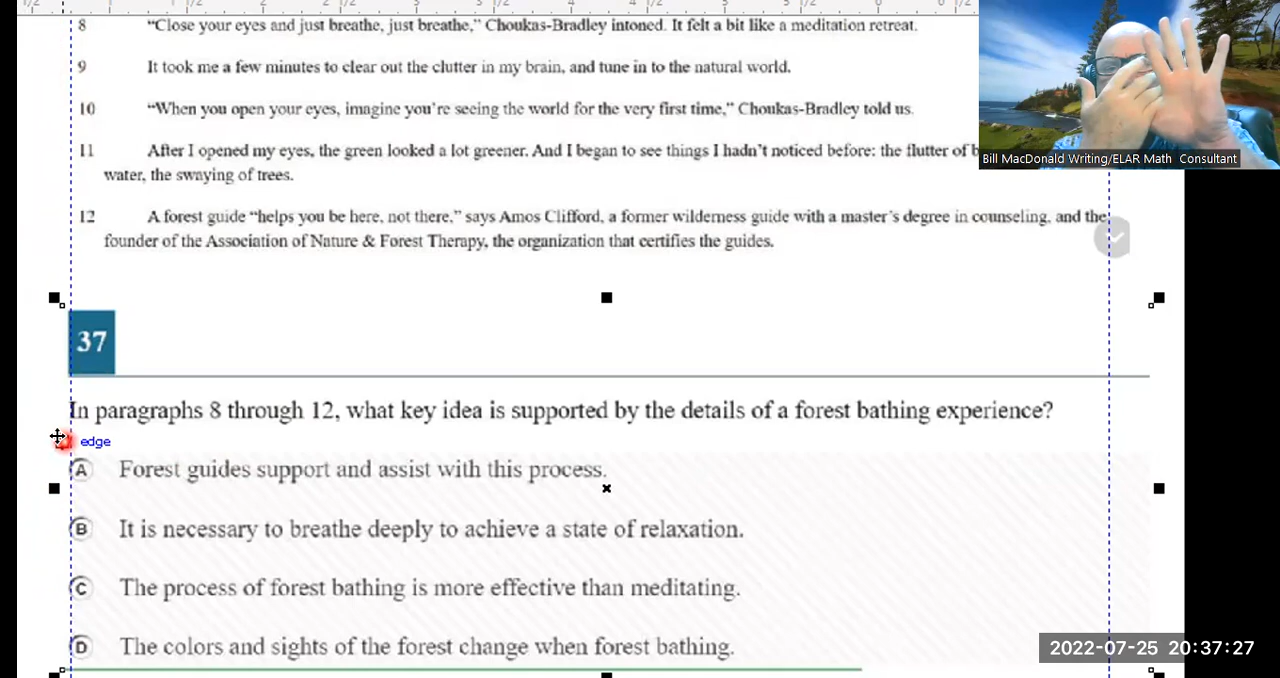 8 “Close your eyes and just breathe, just breathe,” Choukas-Bradley intoned. It felt a bit like a meditation retreat.
9 It took me a few minutes to clear out the clutter in my brain, and tune in to the natural world.
10 “When you open your eyes, imagine you’re seeing the world for the very first time,” Choukas-Bradley told us.
11 After I opened my eyes, the green looked a lot greener. And I began to see things I hadn’t noticed before: the flutter of
water, the swaying of trees.
12 A forest guide “helps you be here, not there,” says Amos Clifford, a former wilderness guide with a master’s degree in counseling, and the
founder of the Association of Nature & Forest Therapy, the organization that certifies the guides.
Bill MacDonald Writing/ELAR Math Consultant
37
In paragraphs 8 through 12, what key idea is supported by the details of a forest bathing experience?
edge
A Forest guides support and assist with this process.
B It is necessary to breathe deeply to achieve a state of relaxation.
C The process of forest bathing is more effective than meditating.
D The colors and sights of the forest change when forest bathing.
2022-07-25 20:37:27